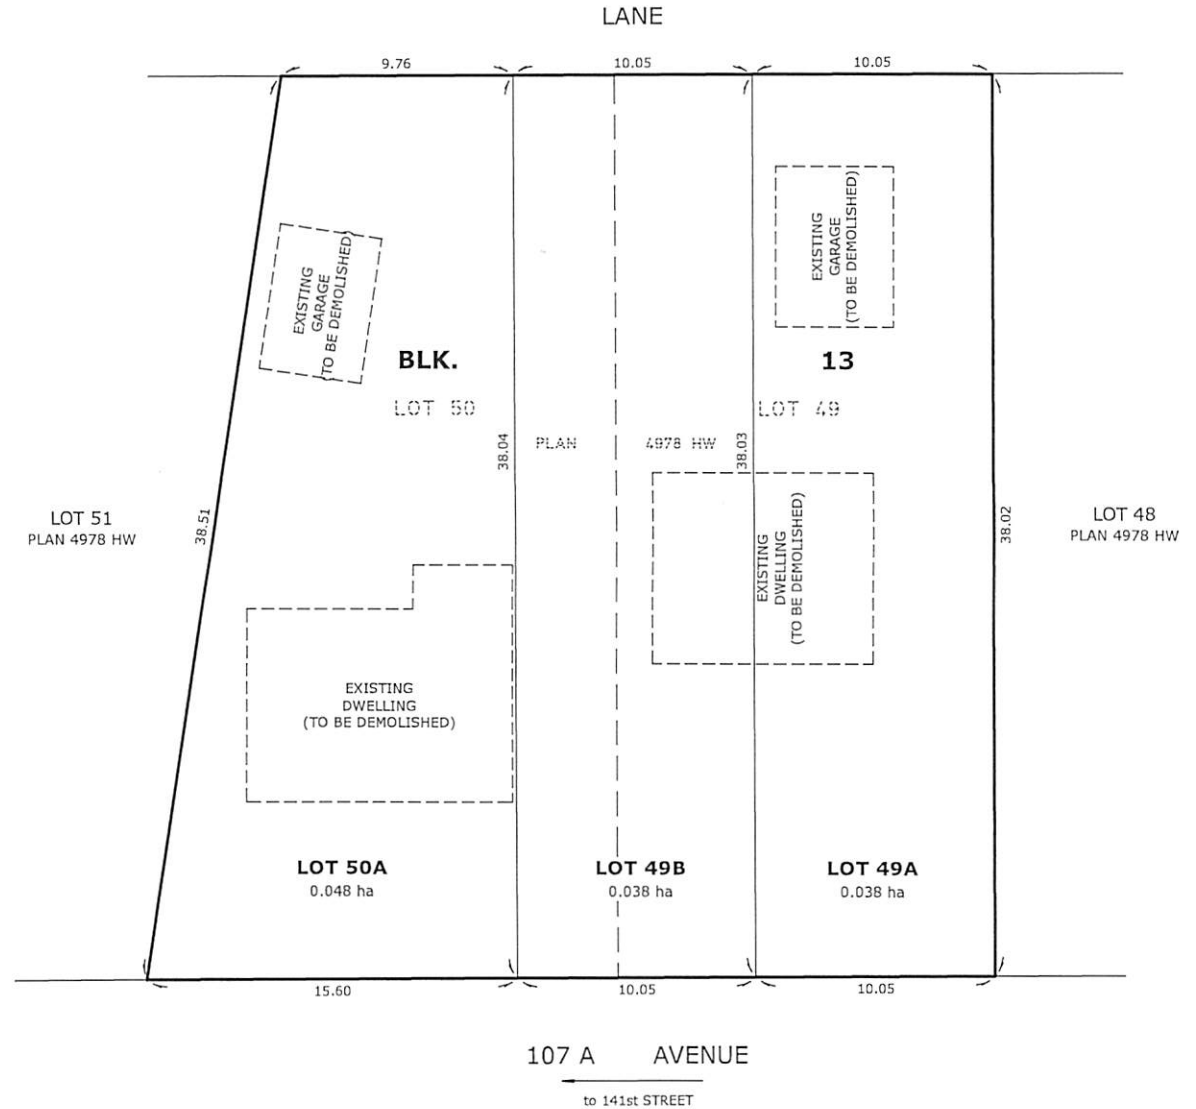 LANE
9.76
10.05
10.05
EXISTING
GARAGE
(TO BE DEMOLISHED)
EXISTING
GARAGE
(TO BE DEMOLISHED)
BLK.
13
LOT 50
LOT 49
38.04
PLAN 4978 HW
38.03
LOT 51
PLAN 4978 HW
38.51
38.02
LOT 48
PLAN 4978 HW
EXISTING
DWELLING
(TO BE DEMOLISHED)
EXISTING
DWELLING
(TO BE DEMOLISHED)
LOT 50A
0.048 ha
LOT 49B
0.038 ha
LOT 49A
0.038 ha
15.60
10.05
10.05
107 A AVENUE
to 141st STREET